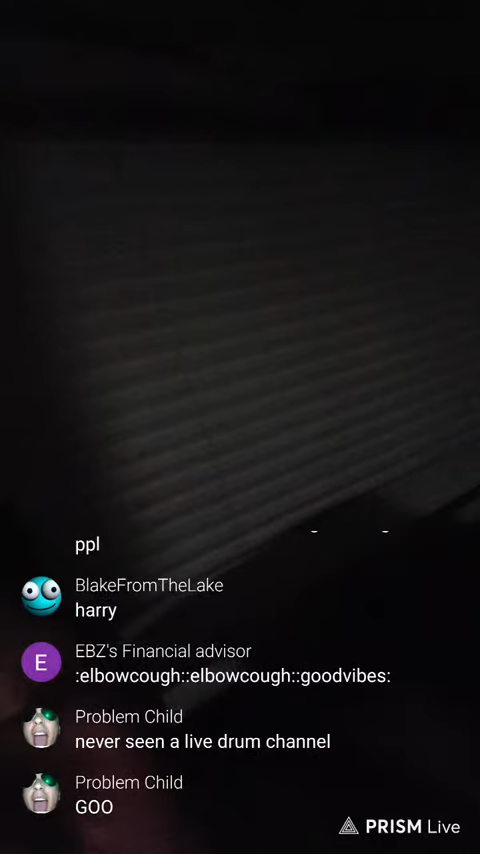 ppl
BlakeFromTheLake
harry
E
EBZ's Financial advisor
:elbowcough::elbowcough::goodvibes:
Problem Child
never seen a live drum channel
Problem Child
GOO
PRISM Live